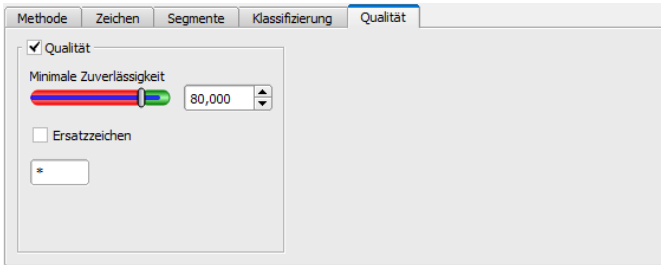 Methode Zeichen Segmente Klassifizierung Qualität
Qualität
Minimale Zuverlässigkeit
80,000
Ersatzzeichen
*